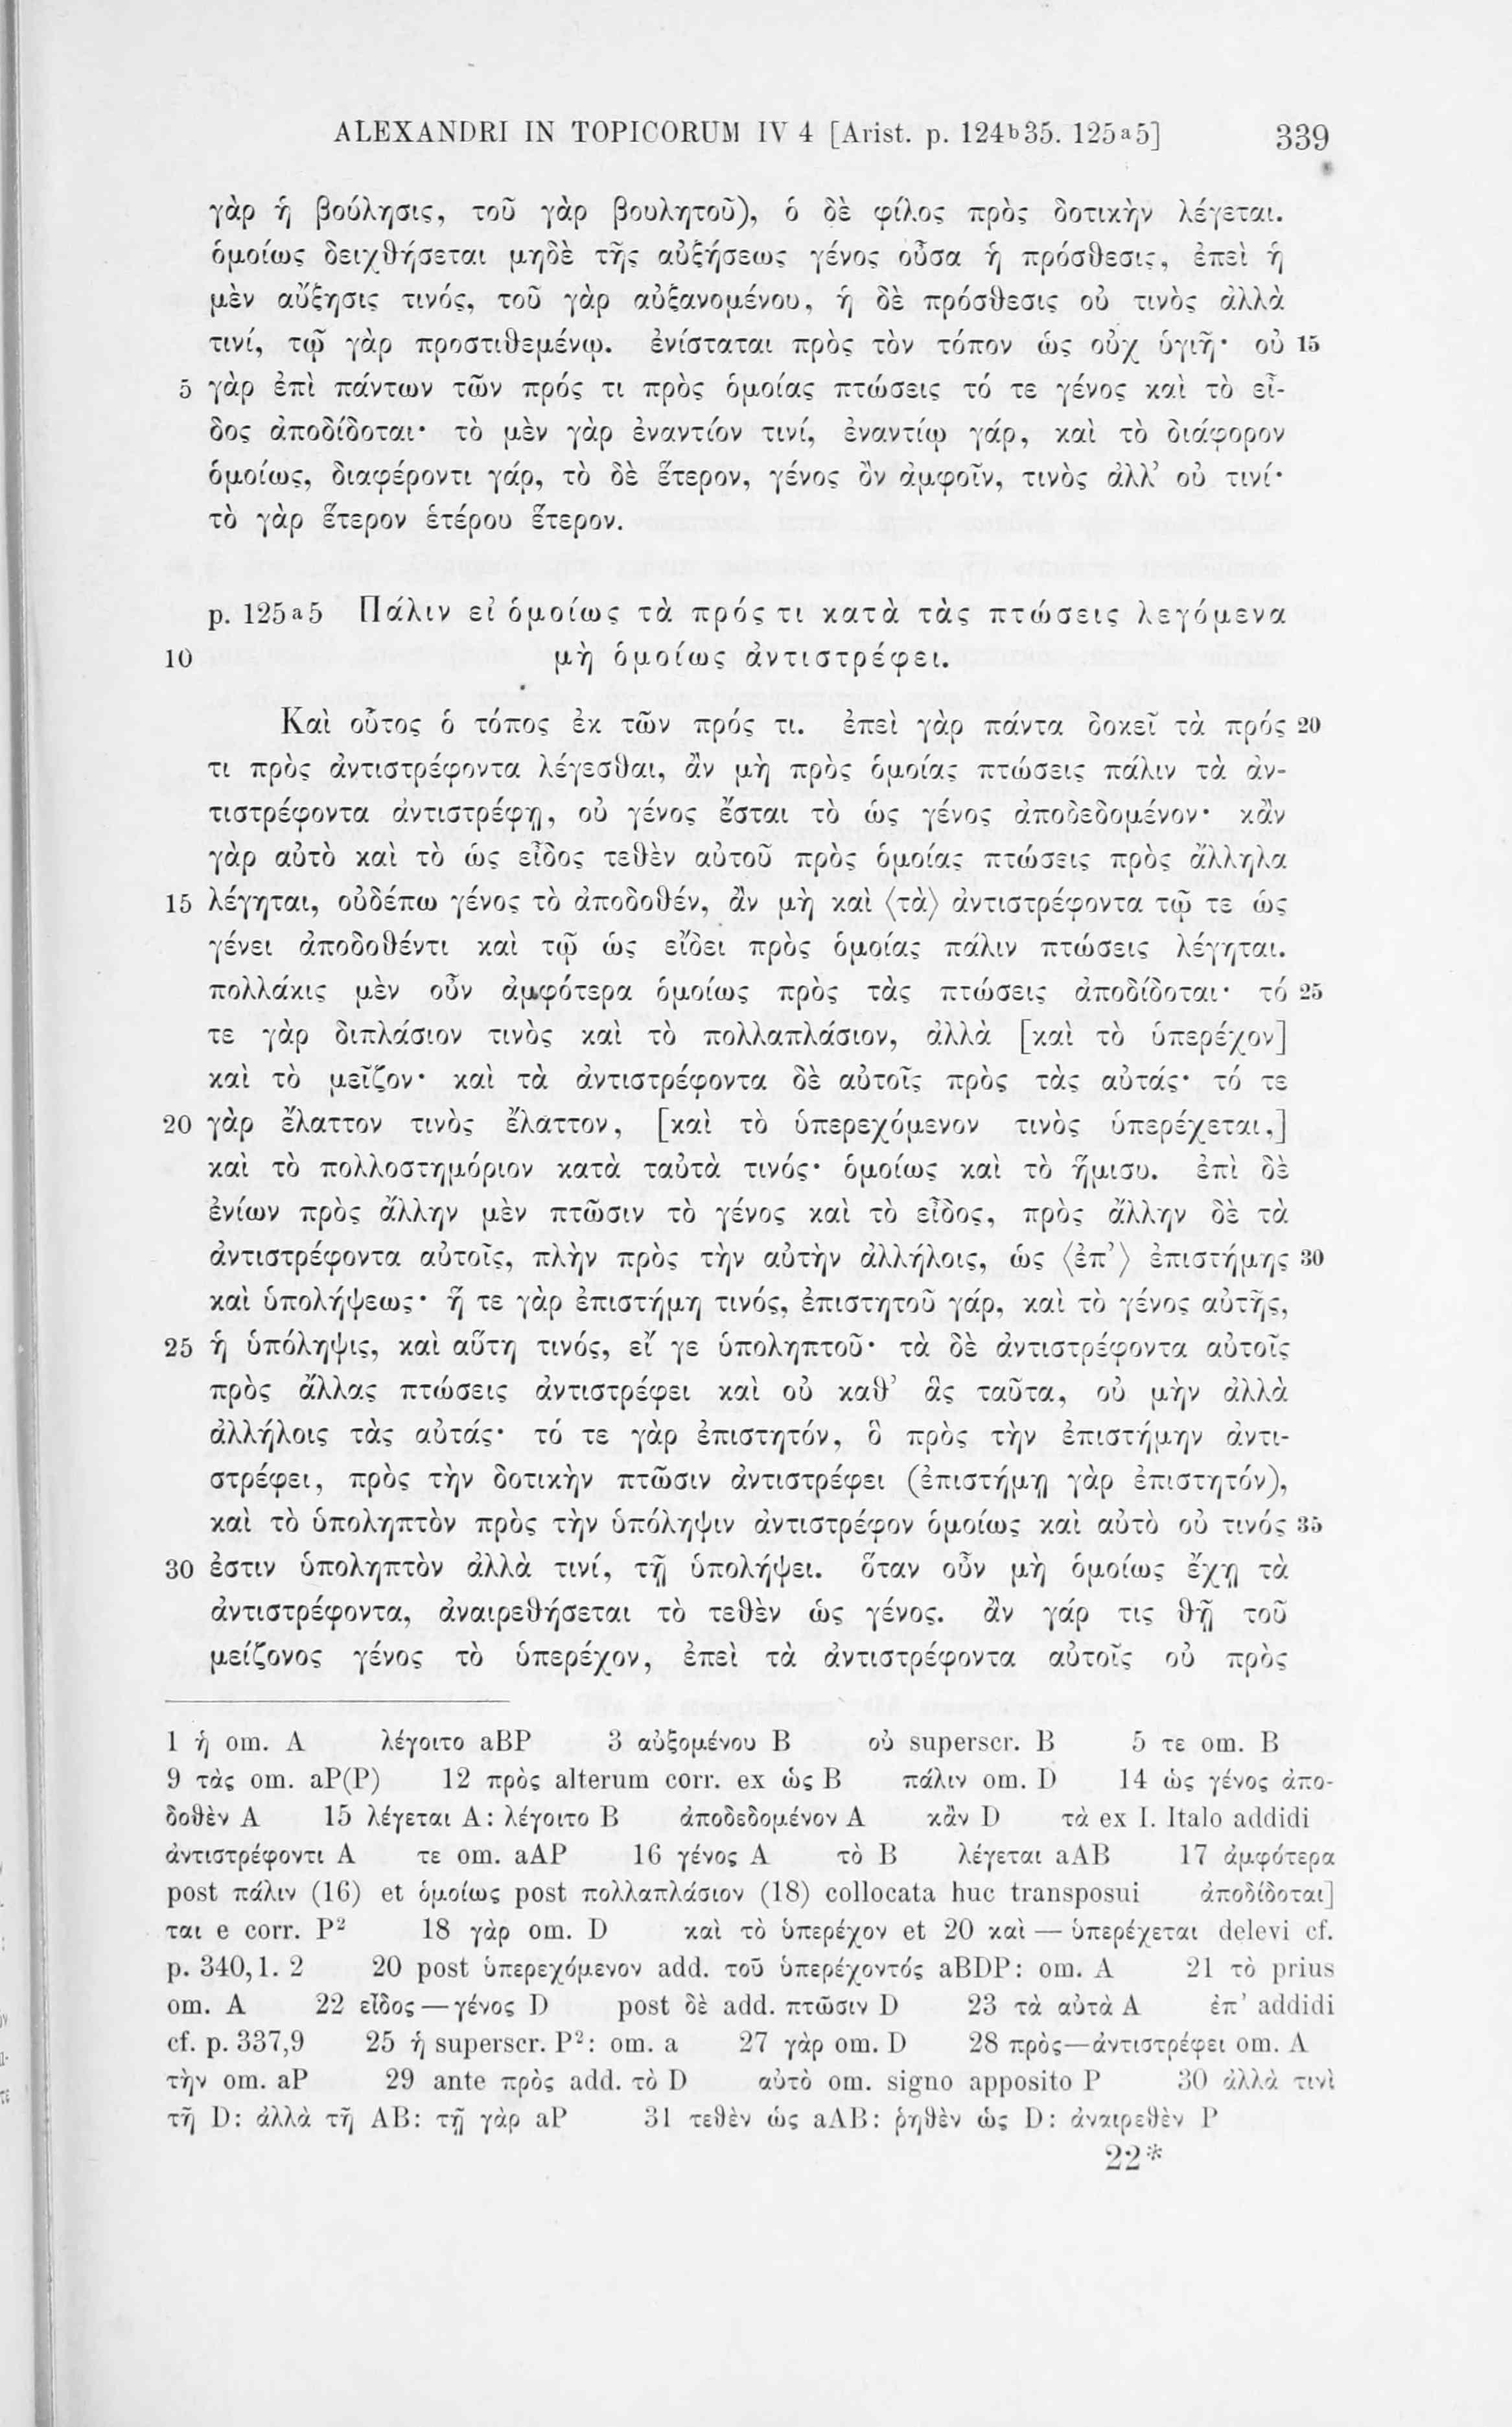 ALEXANDRI IN TOPICORUM IV 4 [Arist. p. 124b35. 125a5] 339
γὰρ ἡ βούλησις, τοῦ γὰρ βουλητοῦ), ὁ δὲ φίλος πρὸς δοτικὴν λέγεται.
ὁμοίως δειχθήσεται μηδὲ τῆς αὐξήσεως γένος οὖσα ἡ πρόσθεσις, ἐπεὶ ἡ
μὲν αὔξησις τινός, τοῦ γὰρ αὐξανομένου, ἡ δὲ πρόσθεσις οὐ τινὸς ἀλλὰ
τινί, τῷ γὰρ προστιθεμένῳ. ἐνίσταται πρὸς τὸν τόπον ὡς οὐχ ὑγιῆ· οὐ 15
5 γὰρ ἐπὶ πάντων τῶν πρός τι πρὸς ὁμοίας πτώσεις τό τε γένος καὶ τὸ εἶ-
δος ἀποδίδοται· τὸ μὲν γὰρ ἐναντίον τινί, ἐναντίῳ γάρ, καὶ τὸ διάφορον
ὁμοίως, διαφέροντι γάρ, τὸ δὲ ἕτερον, γένος ὂν ἀμφοῖν, τινὸς ἀλλ’ οὐ τινί·
τὸ γὰρ ἕτερον ἑτέρου ἕτερον.
p. 125a5 Πάλιν εἰ ὁμοίως τὰ πρός τι κατὰ τὰς πτώσεις λεγόμενα
10 μὴ ὁμοίως ἀντιστρέφει.
Καὶ οὗτος ὁ τόπος ἐκ τῶν πρός τι. ἐπεὶ γὰρ πάντα δοκεῖ τὰ πρός 20
τι πρὸς ἀντιστρέφοντα λέγεσθαι, ἂν μὴ πρὸς ὁμοίας πτώσεις πάλιν τὰ ἀν-
τιστρέφοντα ἀντιστρέφῃ, οὐ γένος ἔσται τὸ ὡς γένος ἀποδεδομένον· κἂν
γὰρ αὐτὸ καὶ τὸ ὡς εἶδος τεθὲν αὐτοῦ πρὸς ὁμοίας πτώσεις πρὸς ἄλληλα
15 λέγηται, οὐδέπω γένος τὸ ἀποδοθέν, ἂν μὴ καὶ ⟨τὰ⟩ ἀντιστρέφοντα τῷ τε ὡς
γένει ἀποδοθέντι καὶ τῷ ὡς εἴδει πρὸς ὁμοίας πάλιν πτώσεις λέγηται.
πολλάκις μὲν οὖν ἀμφότερα ὁμοίως πρὸς τὰς πτώσεις ἀποδίδοται· τό 25
τε γὰρ διπλάσιον τινὸς καὶ τὸ πολλαπλάσιον, ἀλλὰ [καὶ τὸ ὑπερέχον]
καὶ τὸ μεῖζον· καὶ τὰ ἀντιστρέφοντα δὲ αὐτοῖς πρὸς τὰς αὐτάς· τό τε
20 γὰρ ἔλαττον τινὸς ἔλαττον, [καὶ τὸ ὑπερεχόμενον τινὸς ὑπερέχεται,]
καὶ τὸ πολλοστημόριον κατὰ ταὐτὰ τινός· ὁμοίως καὶ τὸ ἥμισυ. ἐπὶ δὲ
ἐνίων πρὸς ἄλλην μὲν πτῶσιν τὸ γένος καὶ τὸ εἶδος, πρὸς ἄλλην δὲ τὰ
ἀντιστρέφοντα αὐτοῖς, πλὴν πρὸς τὴν αὐτὴν ἀλλήλοις, ὡς ⟨ἐπ’⟩ ἐπιστήμης 30
καὶ ὑπολήψεως· ἥ τε γὰρ ἐπιστήμη τινός, ἐπιστητοῦ γάρ, καὶ τὸ γένος αὐτῆς,
25 ἡ ὑπόληψις, καὶ αὕτη τινός, εἴ γε ὑποληπτοῦ· τὰ δὲ ἀντιστρέφοντα αὐτοῖς
πρὸς ἄλλας πτώσεις ἀντιστρέφει καὶ οὐ καθ’ ἃς ταῦτα, οὐ μὴν ἀλλὰ
ἀλλήλοις τὰς αὐτάς· τό τε γὰρ ἐπιστητόν, ὃ πρὸς τὴν ἐπιστήμην ἀντι-
στρέφει, πρὸς τὴν δοτικὴν πτῶσιν ἀντιστρέφει (ἐπιστήμῃ γὰρ ἐπιστητόν),
καὶ τὸ ὑποληπτὸν πρὸς τὴν ὑπόληψιν ἀντιστρέφον ὁμοίως καὶ αὐτὸ οὐ τινός 35
30 ἐστιν ὑποληπτὸν ἀλλὰ τινί, τῇ ὑπολήψει. ὅταν οὖν μὴ ὁμοίως ἔχῃ τὰ
ἀντιστρέφοντα, ἀναιρεθήσεται τὸ τεθὲν ὡς γένος. ἂν γάρ τις θῇ τοῦ
μείζονος γένος τὸ ὑπερέχον, ἐπεὶ τὰ ἀντιστρέφοντα αὐτοῖς οὐ πρὸς
1 ἡ om. A λέγοιτο aBP 3 αὐξομένου B οὐ superscr. B 5 τε om. B
9 τὰς om. aP(P) 12 πρὸς alterum corr. ex ὡς B πάλιν om. D 14 ὡς γένος ἀπο-
δοθὲν A 15 λέγεται A: λέγοιτο B ἀποδεδομένον A κἂν D τὰ ex I. Italo addidi
ἀντιστρέφοντι A τε om. aAP 16 γένος A τὸ B λέγεται aAB 17 ἀμφότερα
post πάλιν (16) et ὁμοίως post πολλαπλάσιον (18) collocata huc transposui ἀποδίδοται]
ται e corr. P² 18 γὰρ om. D καὶ τὸ ὑπερέχον et 20 καὶ — ὑπερέχεται delevi cf.
p. 340,1. 2 20 post ὑπερεχόμενον add. τοῦ ὑπερέχοντός aBDP: om. A 21 τὸ prius
om. A 22 εἶδος — γένος D post δὲ add. πτῶσιν D 23 τὰ αὐτὰ A ἐπ’ addidi
cf. p. 337,9 25 ἡ superscr. P²: om. a 27 γὰρ om. D 28 πρὸς—ἀντιστρέφει om. A
τὴν om. aP 29 ante πρὸς add. τὸ D αὐτὸ om. signo apposito P 30 ἀλλὰ τινὶ
τῇ D: ἀλλὰ τῇ AB: τῇ γὰρ aP 31 τεθὲν ὡς aAB: ῥηθὲν ὡς D: ἀναιρεθὲν P
22*